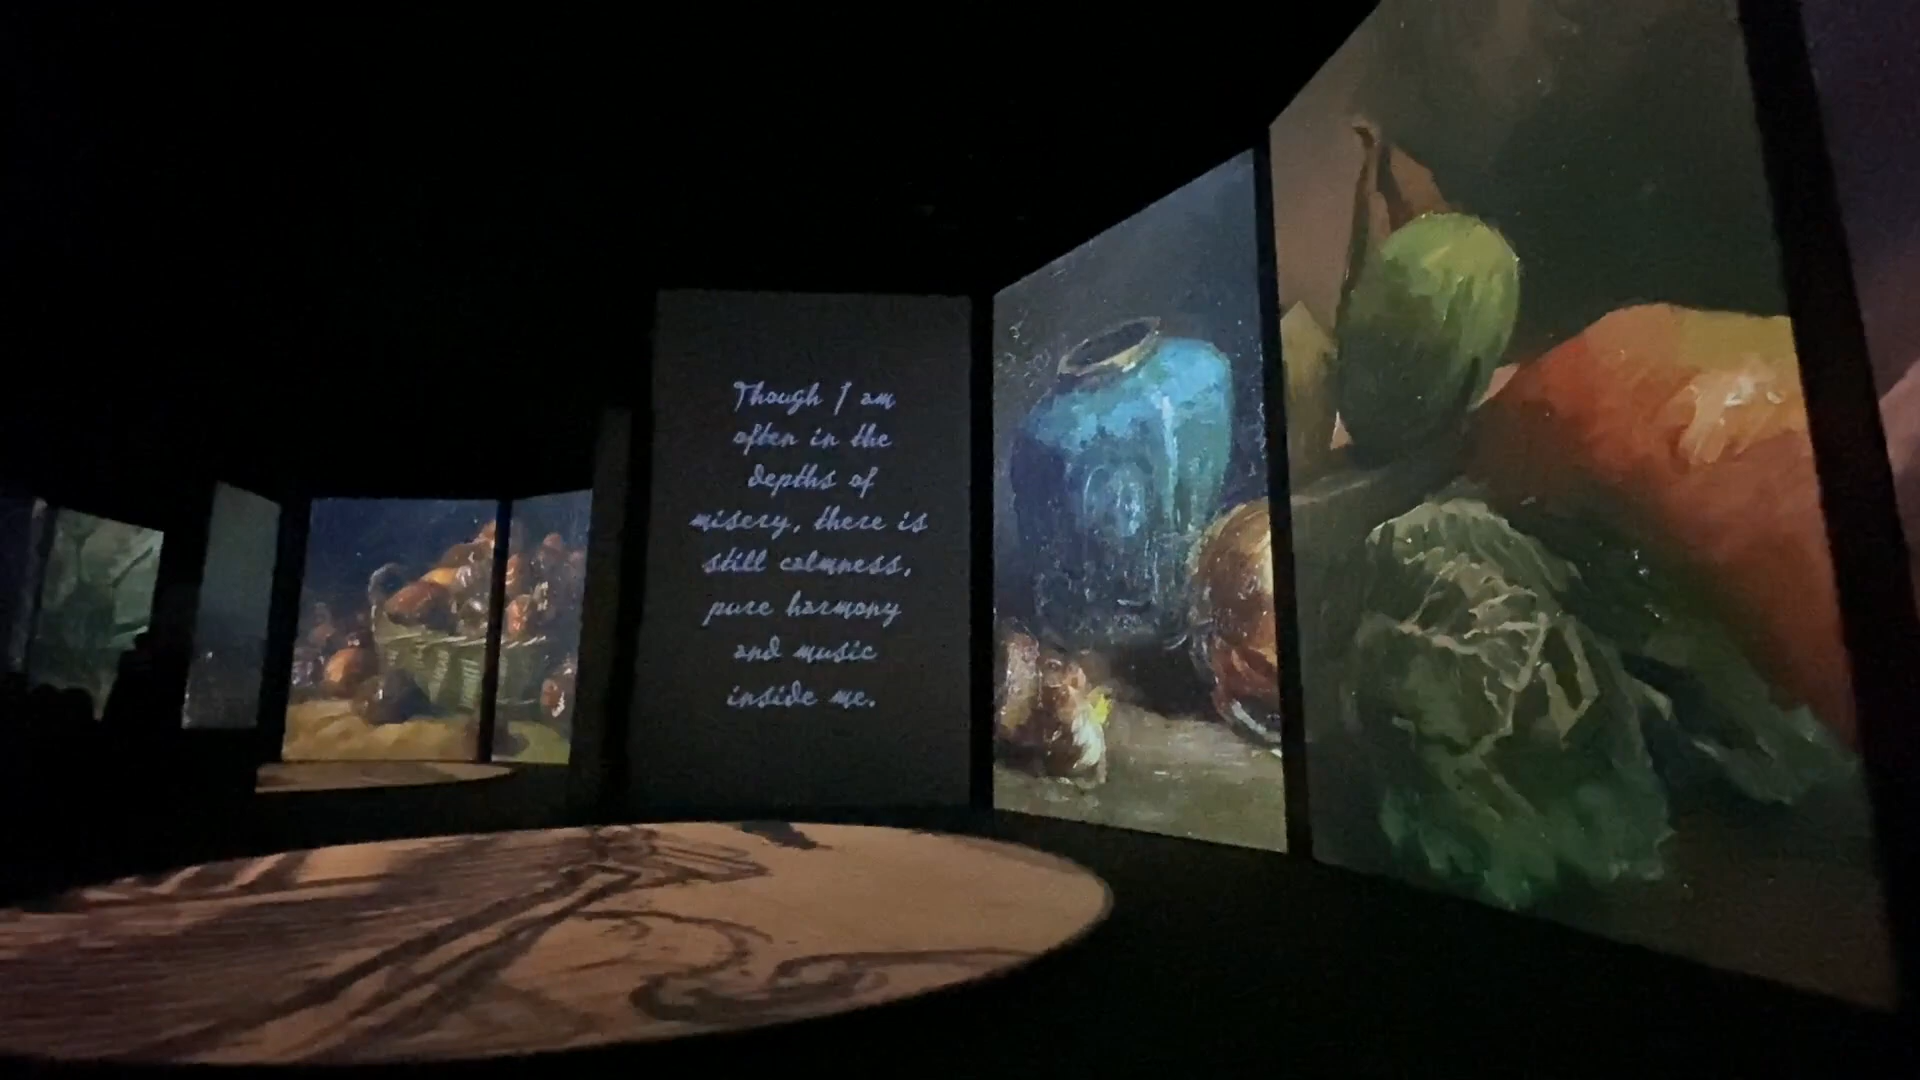 Though I am
often in the
depths of
misery, there is
still calmness,
pure harmony
and music
inside me.